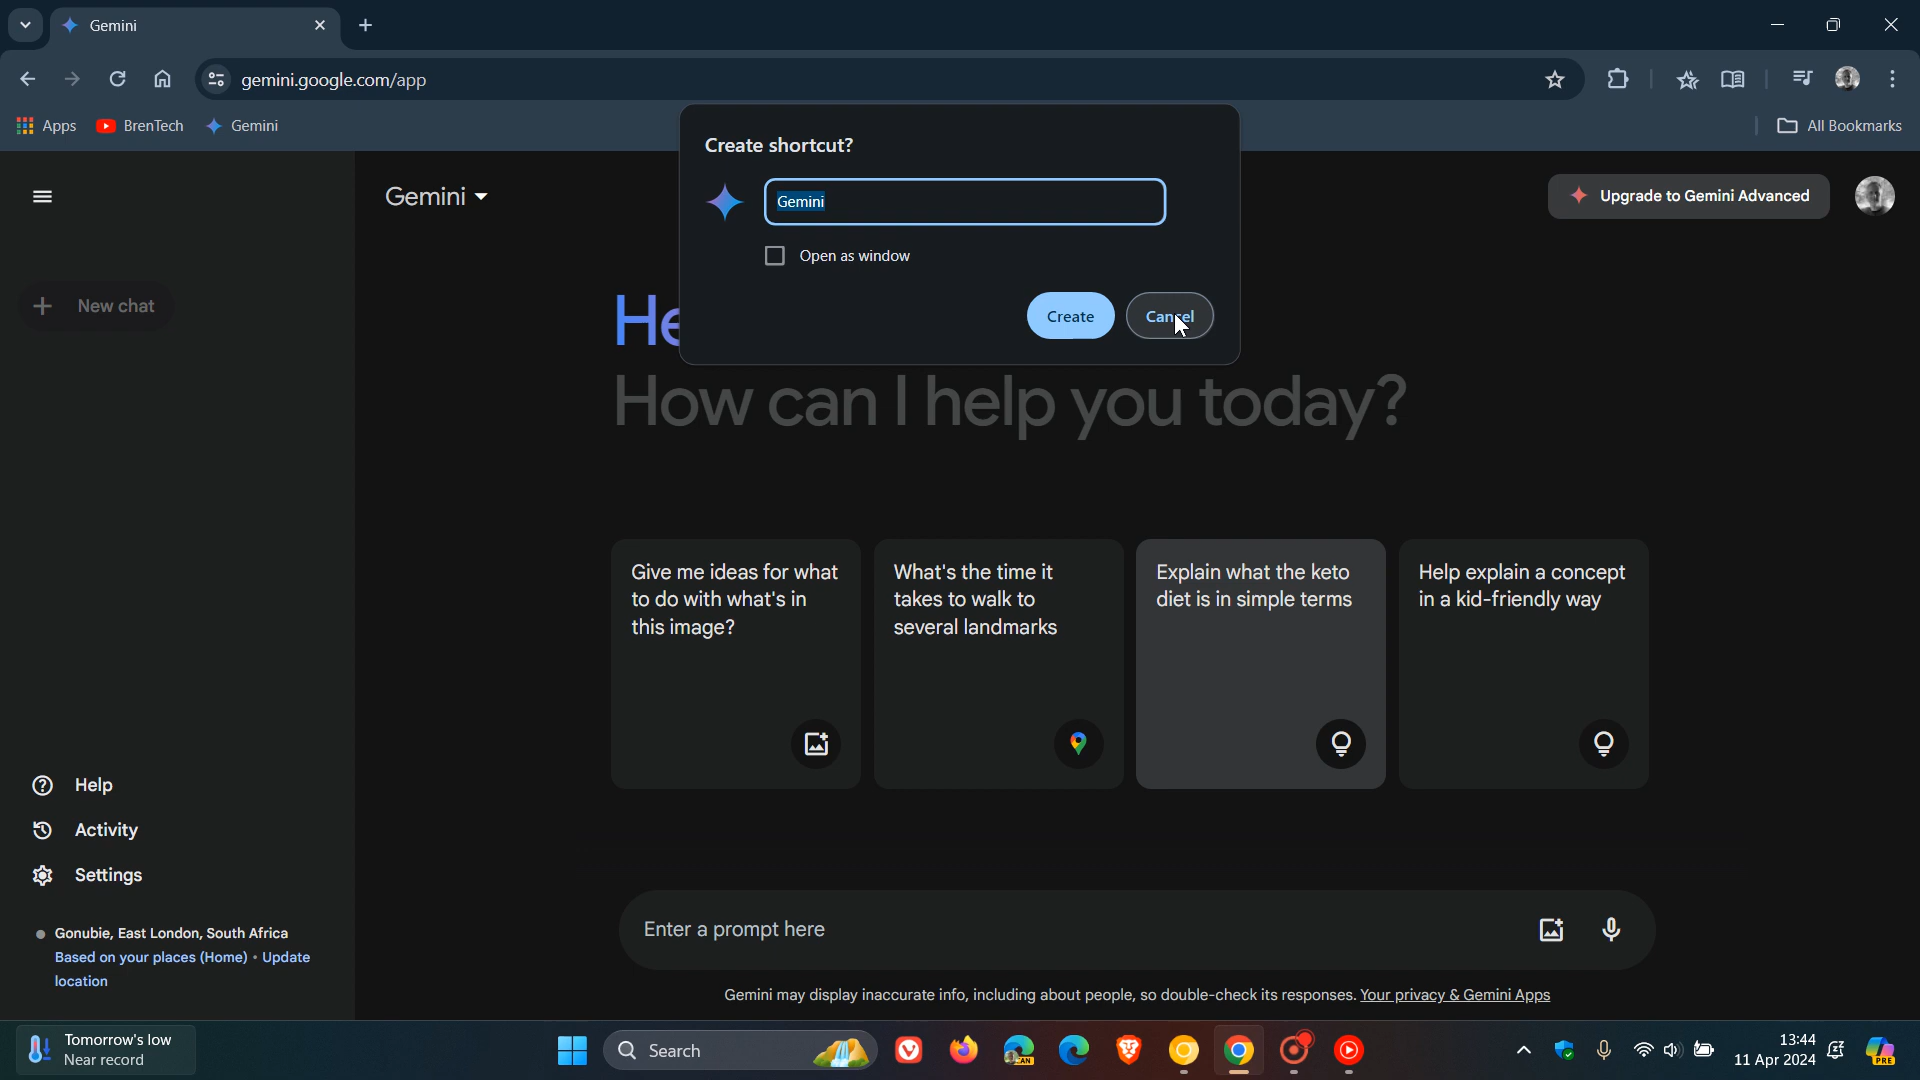 Gemini
gemini.google.com/app
Apps
BrenTech
Gemini
All Bookmarks
Create shortcut?
Gemini
Open as window
Create
Cancel
Gemini
Upgrade to Gemini Advanced
New chat
He
How can I help you today?
Give me ideas for what
to do with what's in
this image?
What's the time it
takes to walk to
several landmarks
Explain what the keto
diet is in simple terms
Help explain a concept
in a kid-friendly way
Help
Activity
Settings
Gonubie, East London, South Africa
Based on your places (Home) • Update
location
Enter a prompt here
Gemini may display inaccurate info, including about people, so double-check its responses. Your privacy & Gemini Apps
Tomorrow's low
Near record
Search
CAN
13:44
11 Apr 2024
PRE